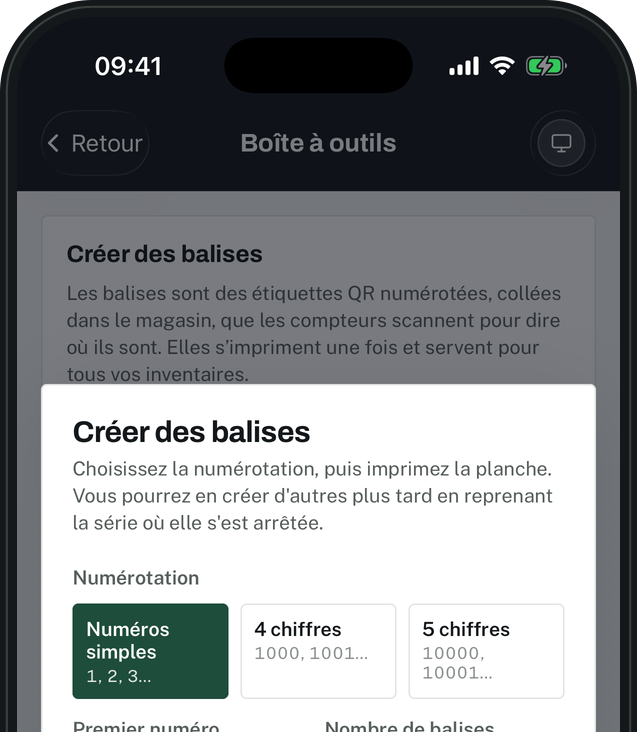 09:41
Retour
Boîte à outils
Créer des balises
Les balises sont des étiquettes QR numérotées, collées
dans le magasin, que les compteurs scannent pour dire
où ils sont. Elles s’impriment une fois et servent pour
tous vos inventaires.
Créer des balises
Choisissez la numérotation, puis imprimez la planche.
Vous pourrez en créer d'autres plus tard en reprenant
la série où elle s'est arrêtée.
Numérotation
Numéros
simples
1, 2, 3…
4 chiffres
1000, 1001…
5 chiffres
10000,
10001…
Premier numéro
Nombre de balises